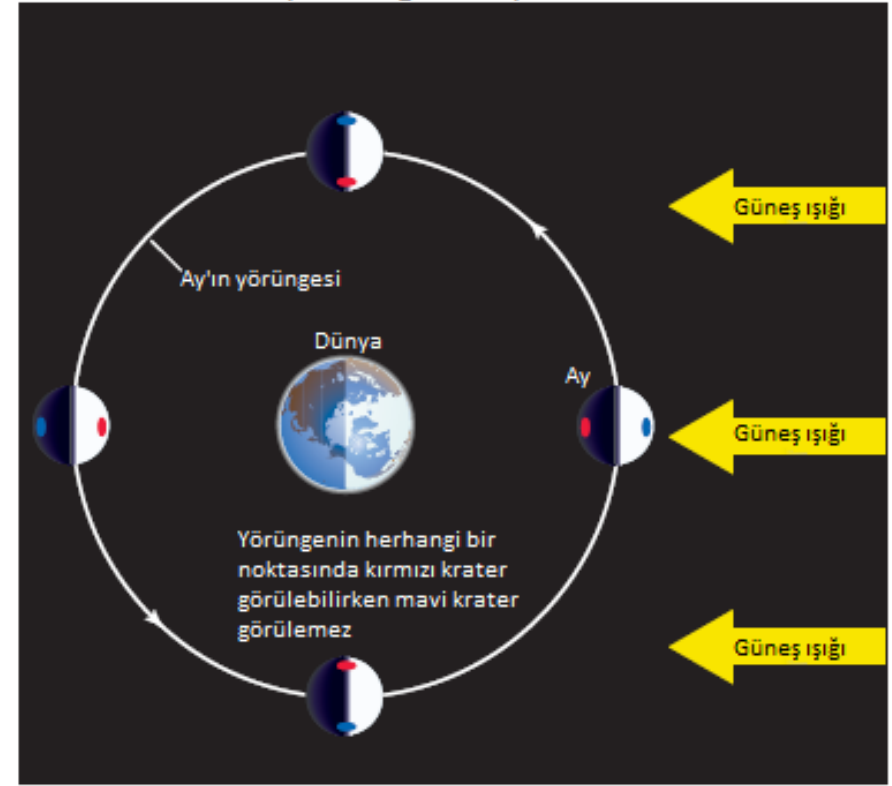 Güneş ışığı
Ay'ın yörüngesi
Dünya
Ay
Güneş ışığı
Yörüngenin herhangi bir
noktasında kırmızı krater
görülebilirken mavi krater
görülemez
Güneş ışığı